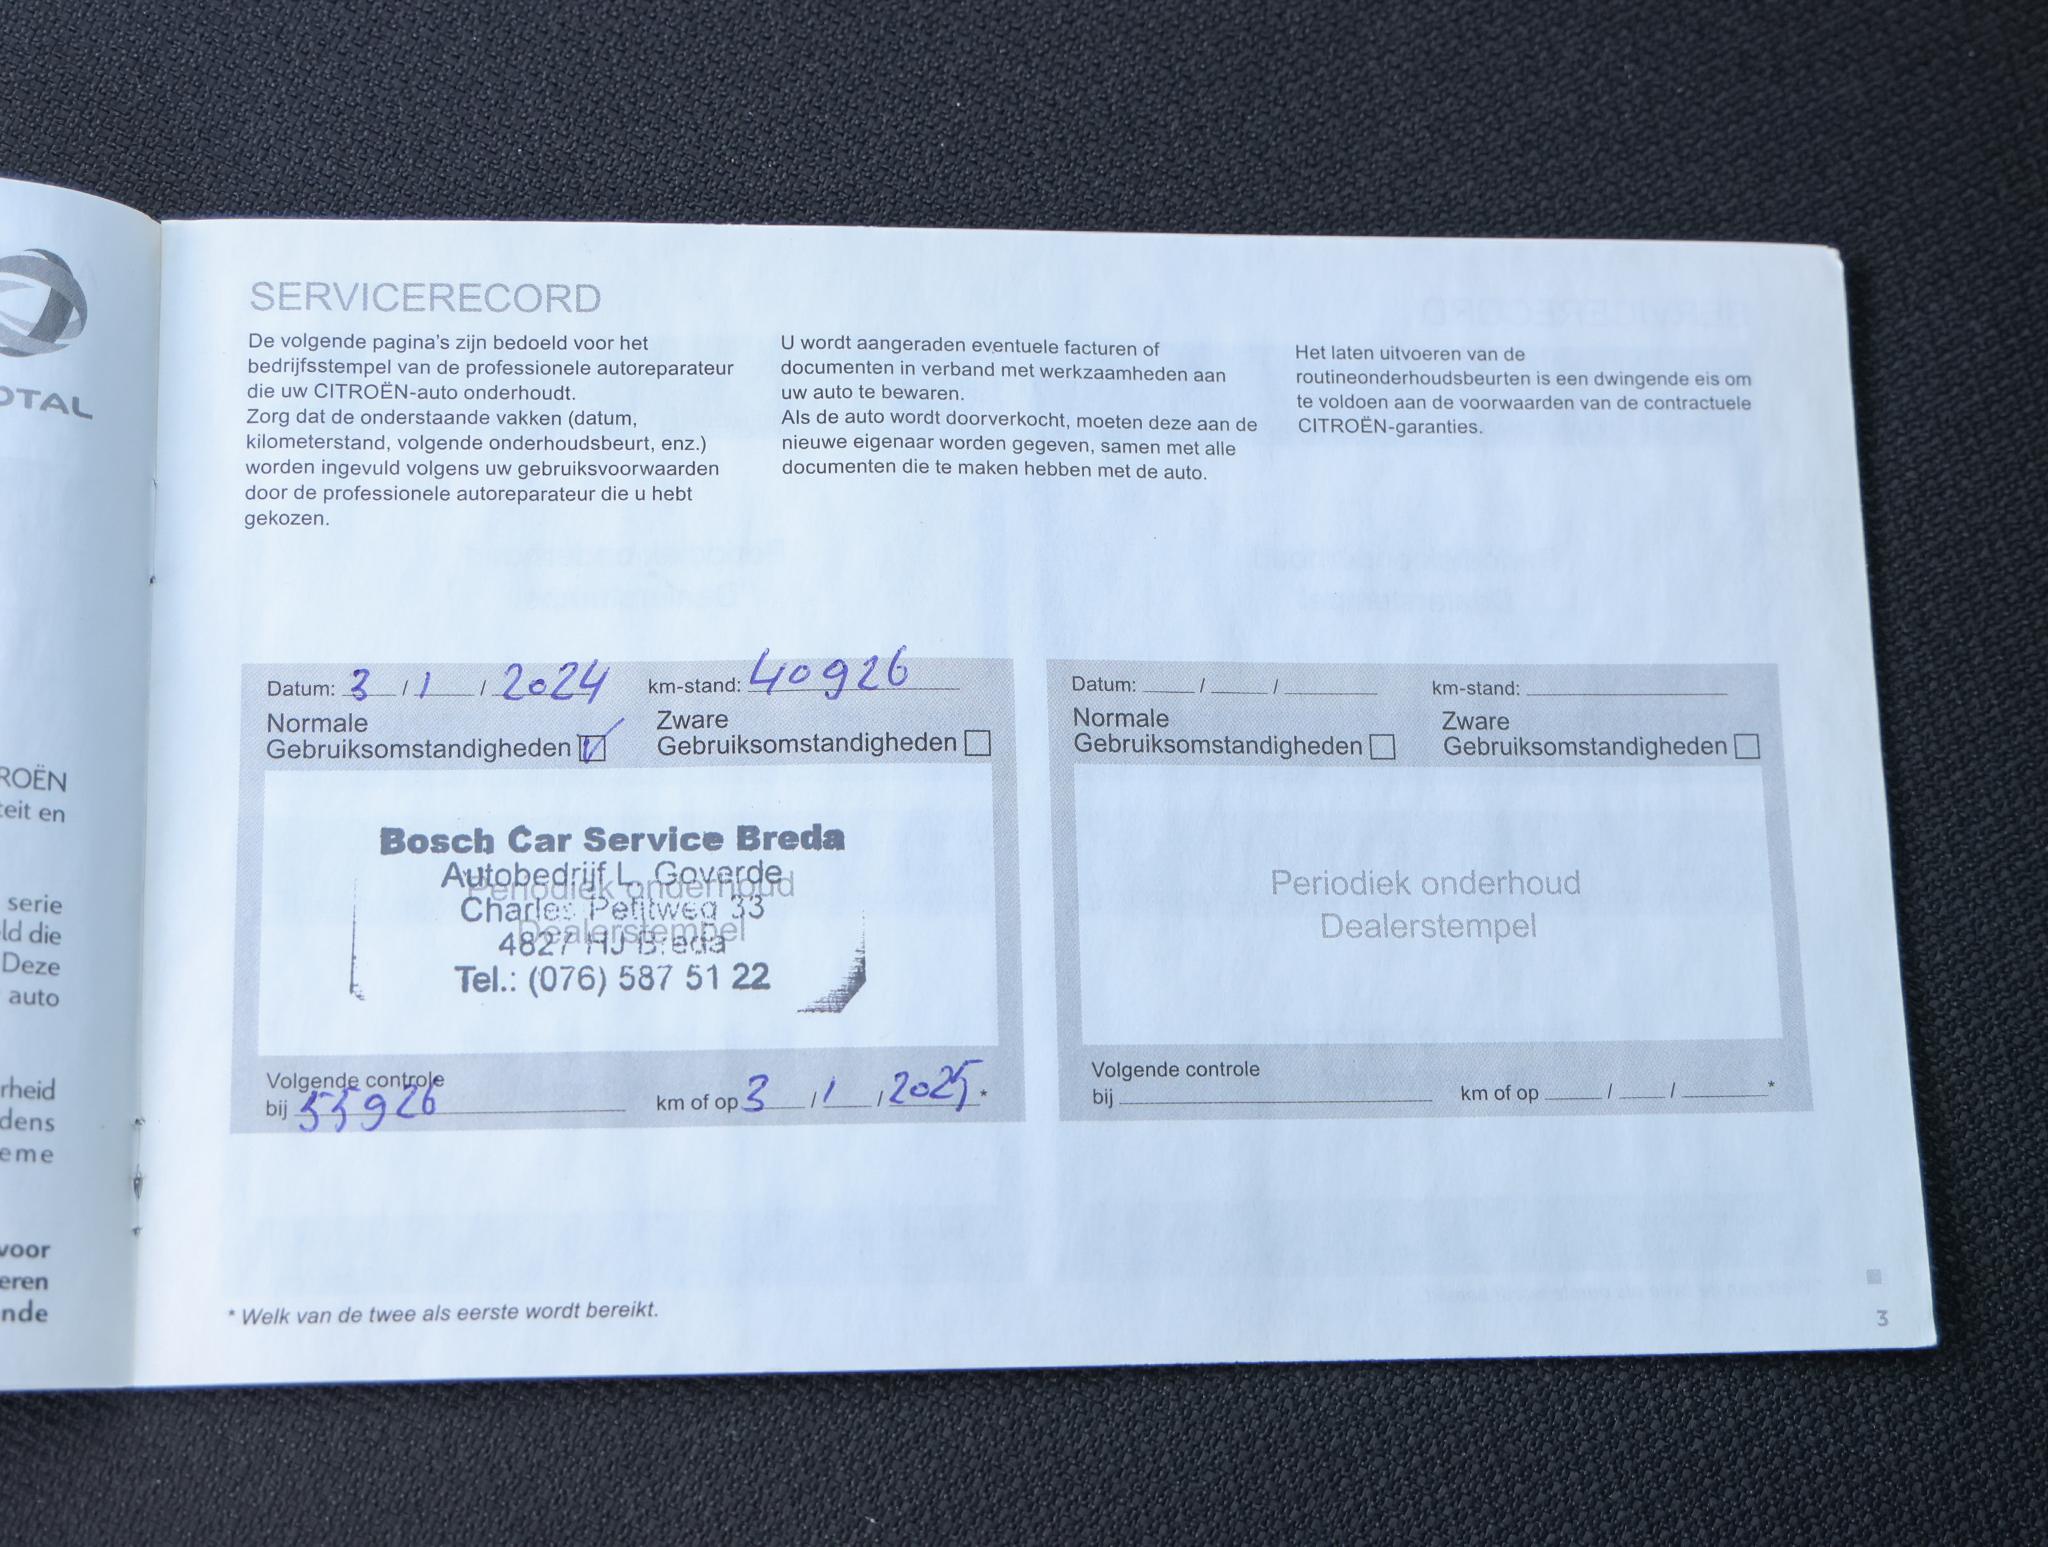 OTAL
ROËN
teit en
serie
ld die
Deze
auto
rheid
dens
eme
voor
eren
nde
SERVICERECORD
De volgende pagina's zijn bedoeld voor het
bedrijfsstempel van de professionele autoreparateur
die uw CITROËN-auto onderhoudt.
Zorg dat de onderstaande vakken (datum,
kilometerstand, volgende onderhoudsbeurt, enz.)
worden ingevuld volgens uw gebruiksvoorwaarden
door de professionele autoreparateur die u hebt
gekozen.
U wordt aangeraden eventuele facturen of
documenten in verband met werkzaamheden aan
uw auto te bewaren.
Als de auto wordt doorverkocht, moeten deze aan de
nieuwe eigenaar worden gegeven, samen met alle
documenten die te maken hebben met de auto.
Het laten uitvoeren van de
routineonderhoudsbeurten is een dwingende eis om
te voldoen aan de voorwaarden van de contractuele
CITROËN-garanties.
Datum: 3 / 1 / 2024 km-stand: 40926
Normale Zware
Gebruiksomstandigheden Gebruiksomstandigheden
Bosch Car Service Breda
Autobedrijf L. Goverde
Periodiek onderhoud
Charles Petitweg 33
Dealerstempel
4827 HJ Breda
Tel.: (076) 587 51 22
Volgende controle
bij 55926 km of op 3 / 1 / 2025 *
Datum: / / km-stand:
Normale Zware
Gebruiksomstandigheden Gebruiksomstandigheden
Periodiek onderhoud
Dealerstempel
Volgende controle
bij km of op / / *
* Welk van de twee als eerste wordt bereikt.
3